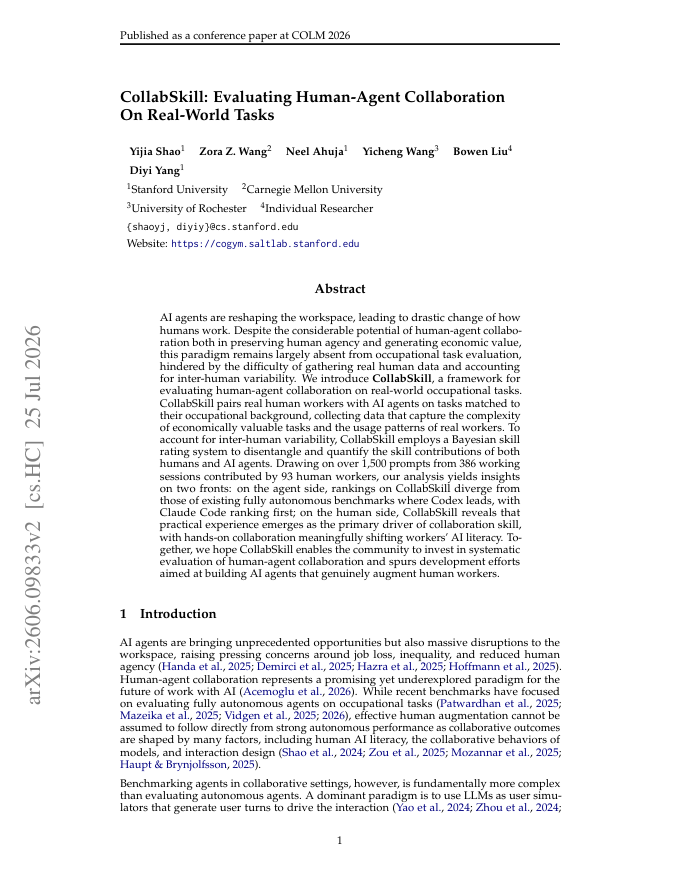 Published as a conference paper at COLM 2026
CollabSkill: Evaluating Human-Agent Collaboration
On Real-World Tasks
Yijia Shao1 Zora Z. Wang2 Neel Ahuja1 Yicheng Wang3 Bowen Liu4
Diyi Yang1
1Stanford University 2Carnegie Mellon University
3University of Rochester 4Individual Researcher
{shaoyj, diyiy}@cs.stanford.edu
Website: https://cogym.saltlab.stanford.edu
Abstract
AI agents are reshaping the workspace, leading to drastic change of how
humans work. Despite the considerable potential of human-agent collabo-
ration both in preserving human agency and generating economic value,
this paradigm remains largely absent from occupational task evaluation,
hindered by the difficulty of gathering real human data and accounting
for inter-human variability. We introduce CollabSkill, a framework for
evaluating human-agent collaboration on real-world occupational tasks.
CollabSkill pairs real human workers with AI agents on tasks matched to
their occupational background, collecting data that capture the complexity
of economically valuable tasks and the usage patterns of real workers. To
account for inter-human variability, CollabSkill employs a Bayesian skill
rating system to disentangle and quantify the skill contributions of both
humans and AI agents. Drawing on over 1,500 prompts from 386 working
sessions contributed by 93 human workers, our analysis yields insights
on two fronts: on the agent side, rankings on CollabSkill diverge from
those of existing fully autonomous benchmarks where Codex leads, with
Claude Code ranking first; on the human side, CollabSkill reveals that
practical experience emerges as the primary driver of collaboration skill,
with hands-on collaboration meaningfully shifting workers' AI literacy. To-
gether, we hope CollabSkill enables the community to invest in systematic
evaluation of human-agent collaboration and spurs development efforts
aimed at building AI agents that genuinely augment human workers.
1 Introduction
AI agents are bringing unprecedented opportunities but also massive disruptions to the
workspace, raising pressing concerns around job loss, inequality, and reduced human
agency (Handa et al., 2025; Demirci et al., 2025; Hazra et al., 2025; Hoffmann et al., 2025).
Human-agent collaboration represents a promising yet underexplored paradigm for the
future of work with AI (Acemoglu et al., 2026). While recent benchmarks have focused
on evaluating fully autonomous agents on occupational tasks (Patwardhan et al., 2025;
Mazeika et al., 2025; Vidgen et al., 2025; 2026), effective human augmentation cannot be
assumed to follow directly from strong autonomous performance as collaborative outcomes
are shaped by many factors, including human AI literacy, the collaborative behaviors of
models, and interaction design (Shao et al., 2024; Zou et al., 2025; Mozannar et al., 2025;
Haupt & Brynjolfsson, 2025).
Benchmarking agents in collaborative settings, however, is fundamentally more complex
than evaluating autonomous agents. A dominant paradigm is to use LLMs as user simu-
lators that generate user turns to drive the interaction (Yao et al., 2024; Zhou et al., 2024;
1
arXiv:2606.09833v2 [cs.HC] 25 Jul 2026